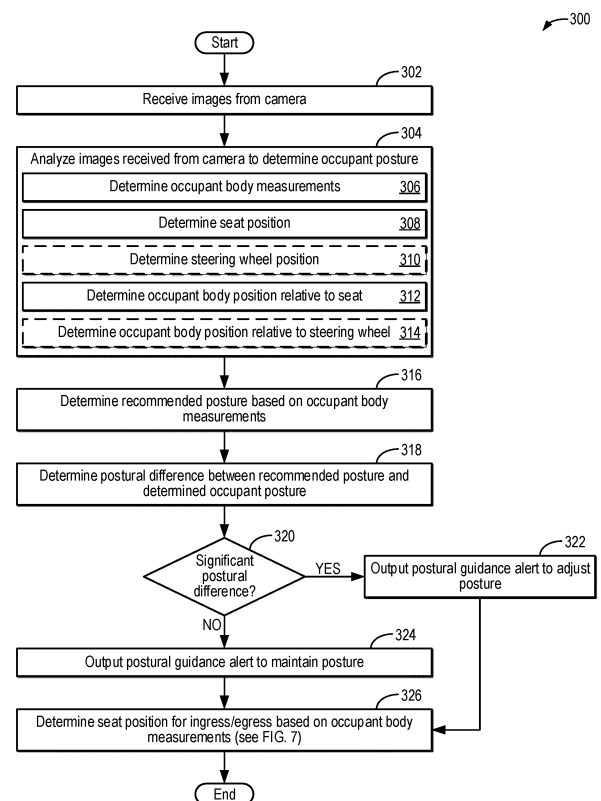 300
Start
302
Receive images from camera
304
Analyze images received from camera to determine occupant posture
Determine occupant body measurements 306
Determine seat position 308
Determine steering wheel position 310
Determine occupant body position relative to seat 312
Determine occupant body position relative to steering wheel 314
316
Determine recommended posture based on occupant body
measurements
318
Determine postural difference between recommended posture and
determined occupant posture
320
Significant
postural
difference?
YES
322
Output postural guidance alert to adjust
posture
NO
324
Output postural guidance alert to maintain posture
326
Determine seat position for ingress/egress based on occupant body
measurements (see FIG. 7)
End